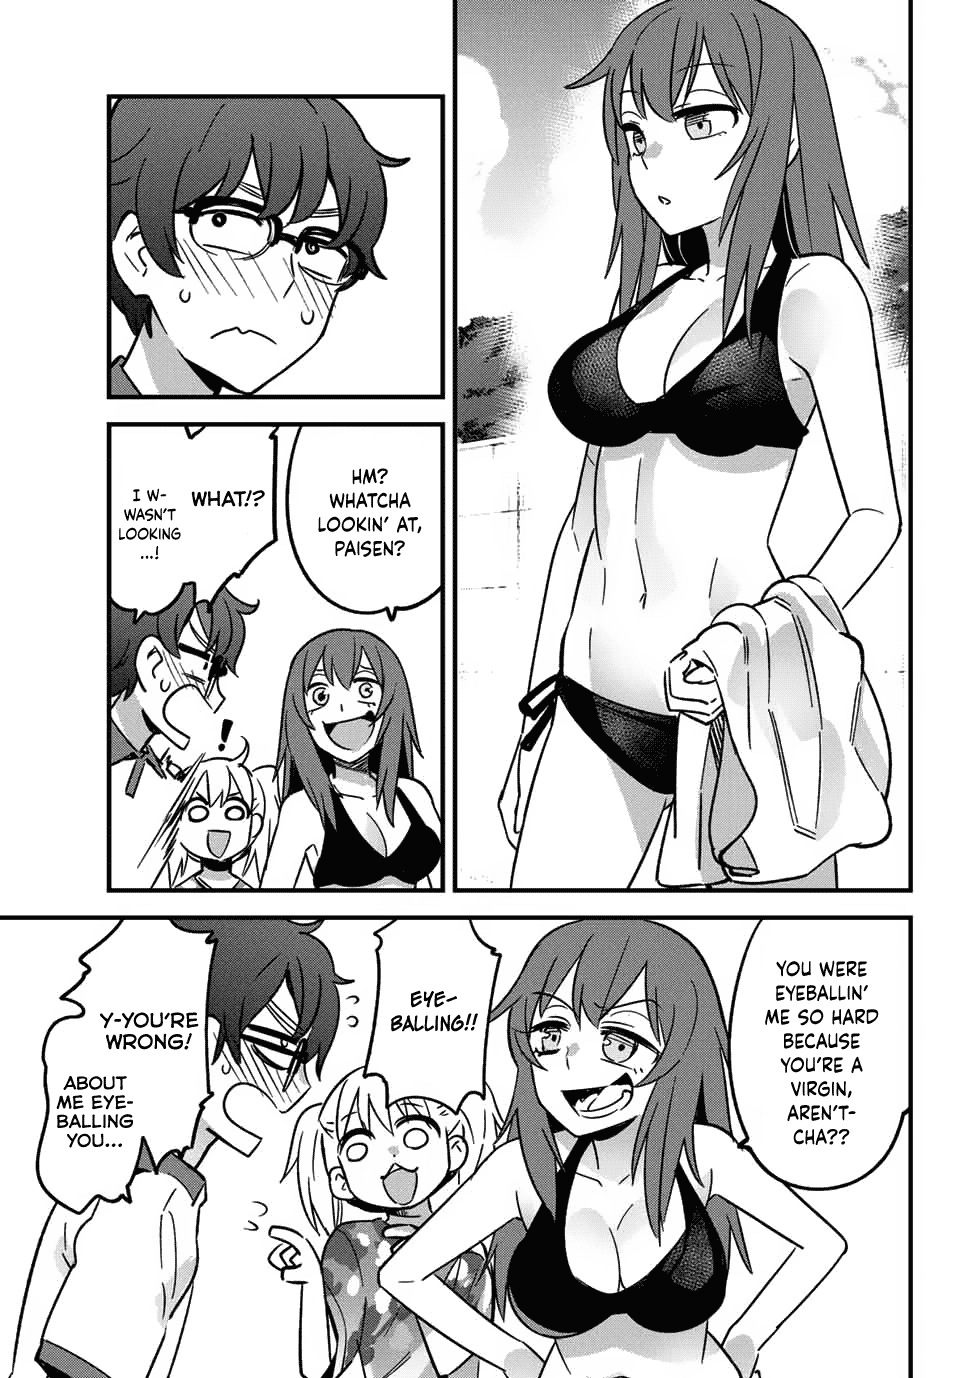 HM?
WHATCHA
LOOKIN' AT,
PAISEN?
WHAT!?
I W-
WASN'T
LOOKING
...!
!
YOU WERE
EYEBALLIN'
ME SO HARD
BECAUSE
YOU'RE A
VIRGIN,
AREN'T-
CHA??
EYE-
BALLING!!
Y-YOU'RE
WRONG!
ABOUT
ME EYE-
BALLING
YOU...